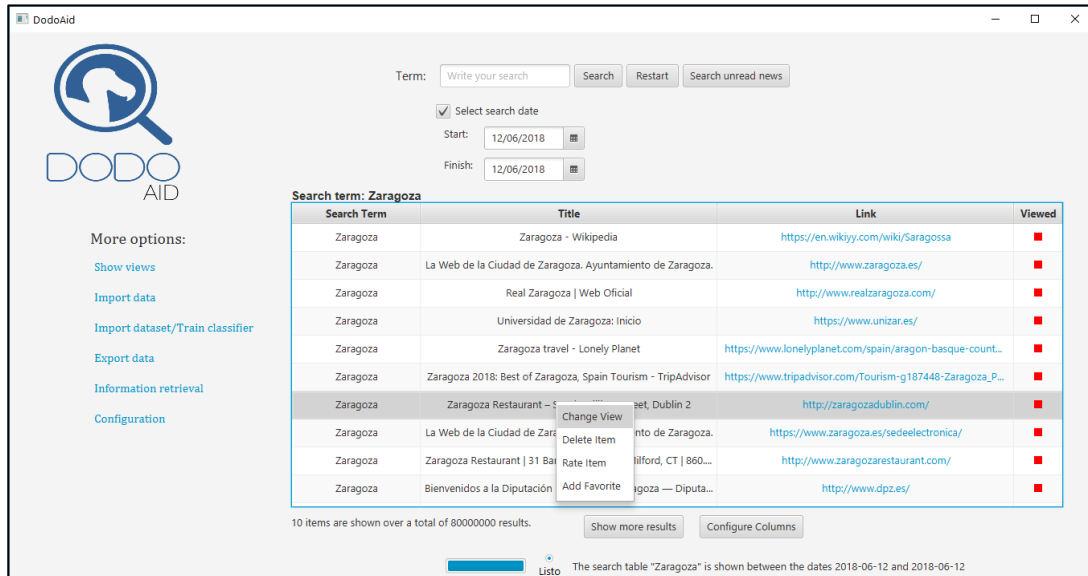 DodoAid
Term: Write your search Search Restart Search unread news
Select search date
Start: 12/06/2018
Finish: 12/06/2018
DODO
AID
More options:
Show views
Import data
Import dataset/Train classifier
Export data
Information retrieval
Configuration
Search term: Zaragoza
Search Term Title Link Viewed
Zaragoza Zaragoza - Wikipedia https://en.wikiyy.com/wiki/Saragossa
Zaragoza La Web de la Ciudad de Zaragoza. Ayuntamiento de Zaragoza. http://www.zaragoza.es/
Zaragoza Real Zaragoza | Web Oficial http://www.realzaragoza.com/
Zaragoza Universidad de Zaragoza: Inicio https://www.unizar.es/
Zaragoza Zaragoza travel - Lonely Planet https://www.lonelyplanet.com/spain/aragon-basque-count...
Zaragoza Zaragoza 2018: Best of Zaragoza, Spain Tourism - TripAdvisor https://www.tripadvisor.com/Tourism-g187448-Zaragoza_P...
Zaragoza Zaragoza Restaurant – eet, Dublin 2 http://zaragozadublin.com/
Zaragoza La Web de la Ciudad de Zara nto de Zaragoza. https://www.zaragoza.es/sedeelectronica/
Zaragoza Zaragoza Restaurant | 31 Ba ilford, CT | 860.... http://www.zaragozarestaurant.com/
Zaragoza Bienvenidos a la Diputación agoza — Diputa... http://www.dpz.es/
Change View
Delete Item
Rate Item
Add Favorite
10 items are shown over a total of 80000000 results. Show more results Configure Columns
Listo The search table "Zaragoza" is shown between the dates 2018-06-12 and 2018-06-12